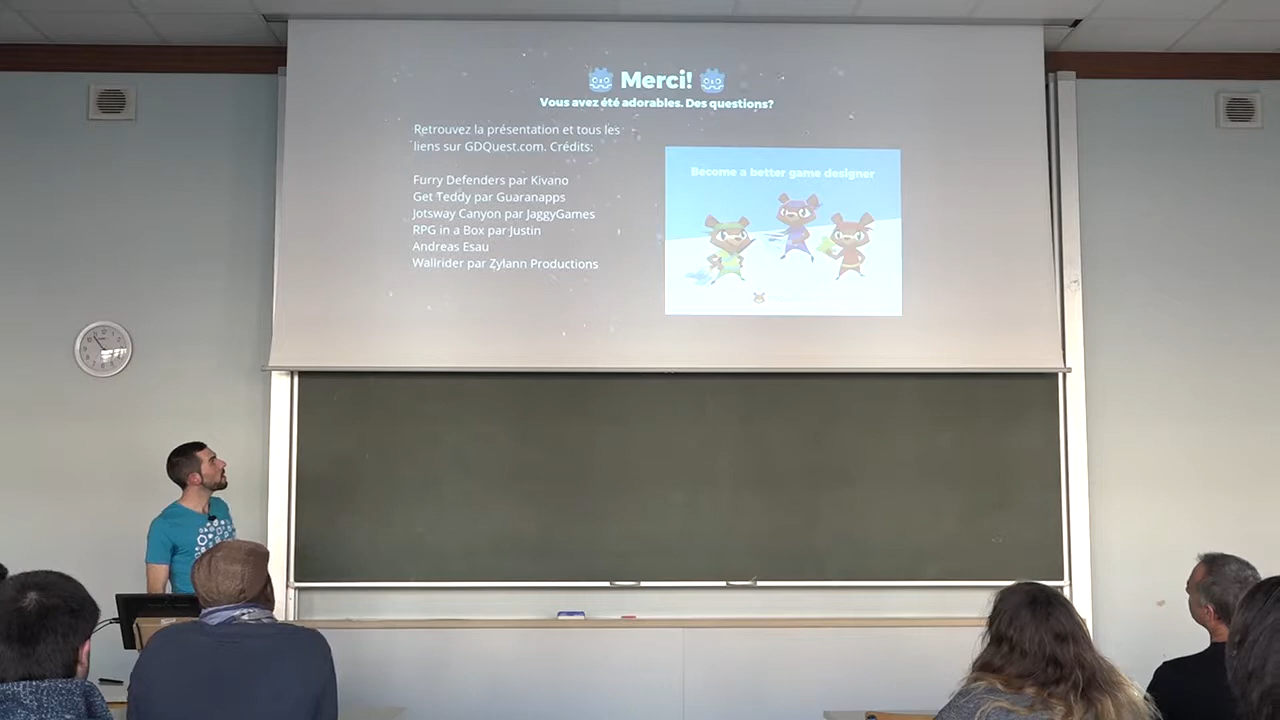 Merci!
Vous avez été adorables. Des questions?
Retrouvez la présentation et tous les
liens sur GDQuest.com. Crédits:
Furry Defenders par Kivano
Get Teddy par Guaranapps
Jotsway Canyon par JaggyGames
RPG in a Box par Justin
Andreas Esau
Wallrider par Zylann Productions
Become a better game designer